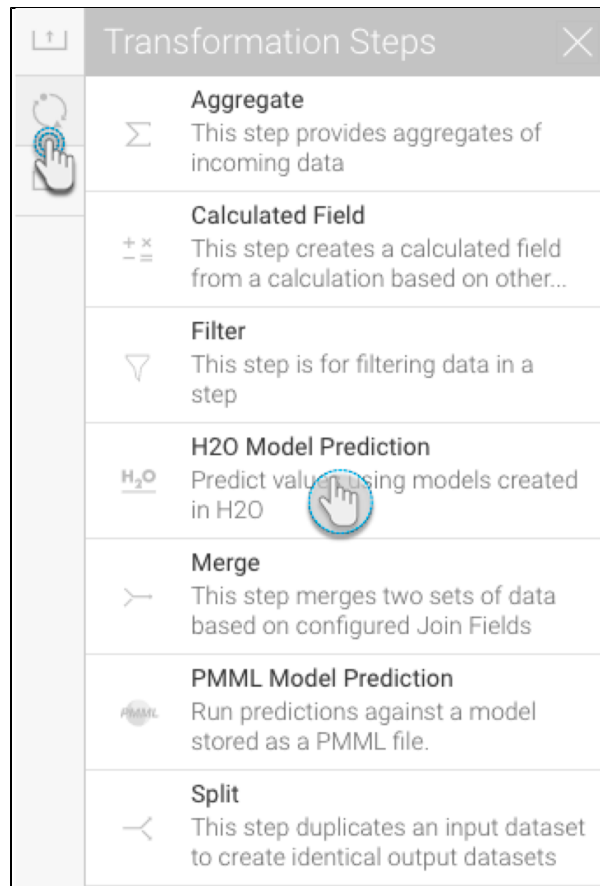 Transformation Steps
Aggregate
This step provides aggregates of
incoming data
Calculated Field
This step creates a calculated field
from a calculation based on other...
Filter
This step is for filtering data in a
step
H2O Model Prediction
H₂O
Predict values using models created
in H2O
Merge
This step merges two sets of data
based on configured Join Fields
PMML Model Prediction
PMML
Run predictions against a model
stored as a PMML file.
Split
This step duplicates an input dataset
to create identical output datasets